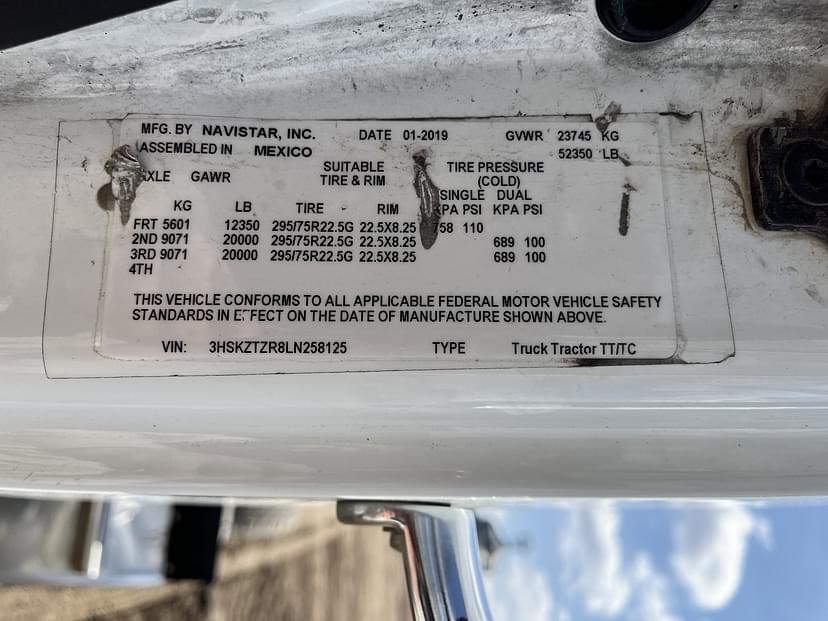 MFG. BY NAVISTAR, INC. DATE 01-2019 GVWR 23745 KG
ASSEMBLED IN MEXICO 52350 LB
AXLE GAWR SUITABLE TIRE PRESSURE
TIRE & RIM (COLD)
SINGLE DUAL
KG LB TIRE RIM KPA PSI KPA PSI
FRT 5601 12350 295/75R22.5G 22.5X8.25 758 110
2ND 9071 20000 295/75R22.5G 22.5X8.25 689 100
3RD 9071 20000 295/75R22.5G 22.5X8.25 689 100
4TH
THIS VEHICLE CONFORMS TO ALL APPLICABLE FEDERAL MOTOR VEHICLE SAFETY
STANDARDS IN EFFECT ON THE DATE OF MANUFACTURE SHOWN ABOVE.
VIN: 3HSKZTZR8LN258125 TYPE Truck Tractor TT/TC